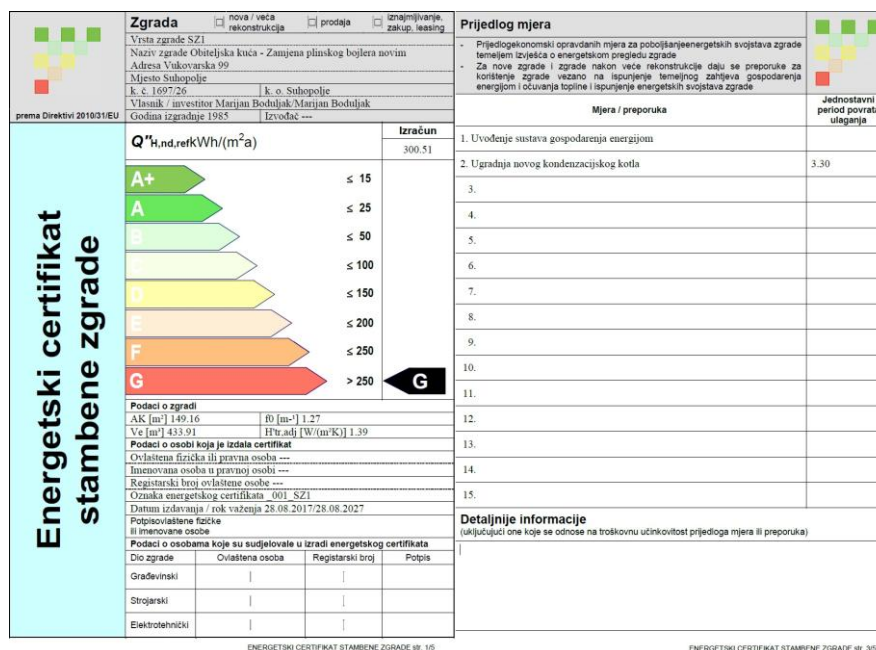 Zgrada
nova / veća rekonstrukcija
prodaja
iznajmljivanje, zakup, leasing
Vrsta zgrade SZ1
Naziv zgrade Obiteljska kuća - Zamjena plinskog bojlera novim
Adresa Vukovarska 99
Mjesto Suhopolje
k. č. 1697/26
k. o. Suhopolje
Vlasnik / investitor Marijan Boduljak/Marijan Boduljak
Godina izgradnje 1985
Izvođač ---
prema Direktivi 2010/31/EU
Energetski certifikat
stambene zgrade
Q"H,nd,refkWh/(m²a)
Izračun
300.51
A+ ≤ 15
A ≤ 25
B ≤ 50
C ≤ 100
D ≤ 150
E ≤ 200
F ≤ 250
G > 250 G
Podaci o zgradi
AK [m²] 149.16
f0 [m-¹] 1.27
Ve [m³] 433.91
H'tr,adj [W/(m²K)] 1.39
Podaci o osobi koja je izdala certifikat
Ovlaštena fizička ili pravna osoba ---
Imenovana osoba u pravnoj osobi ---
Registarski broj ovlaštene osobe ---
Oznaka energetskog certifikata _001_SZ1
Datum izdavanja / rok važenja 28.08.2017/28.08.2027
Potpisovlaštene fizičke
ili imenovane osobe
Podaci o osobama koje su sudjelovale u izradi energetskog certifikata
Dio zgrade Ovlaštena osoba Registarski broj Potpis
Građevinski
Strojarski
Elektrotehnički
ENERGETSKI CERTIFIKAT STAMBENE ZGRADE str. 1/5
Prijedlog mjera
- Prijedlogekonomski opravdanih mjera za poboljšanjeenergetskih svojstava zgrade
temeljem izvješća o energetskom pregledu zgrade
- Za nove zgrade i zgrade nakon veće rekonstrukcije daju se preporuke za
korištenje zgrade vezano na ispunjenje temeljnog zahtjeva gospodarenja
energijom i očuvanja topline i ispunjenje energetskih svojstava zgrade
Mjera / preporuka
Jednostavni
period povrata
ulaganja
1. Uvođenje sustava gospodarenja energijom
2. Ugradnja novog kondenzacijskog kotla 3.30
3.
4.
5.
6.
7.
8.
9.
10.
11.
12.
13.
14.
15.
Detaljnije informacije
(uključujući one koje se odnose na troškovnu učinkovitost prijedloga mjera ili preporuka)
ENERGETSKI CERTIFIKAT STAMBENE ZGRADE str. 3/5